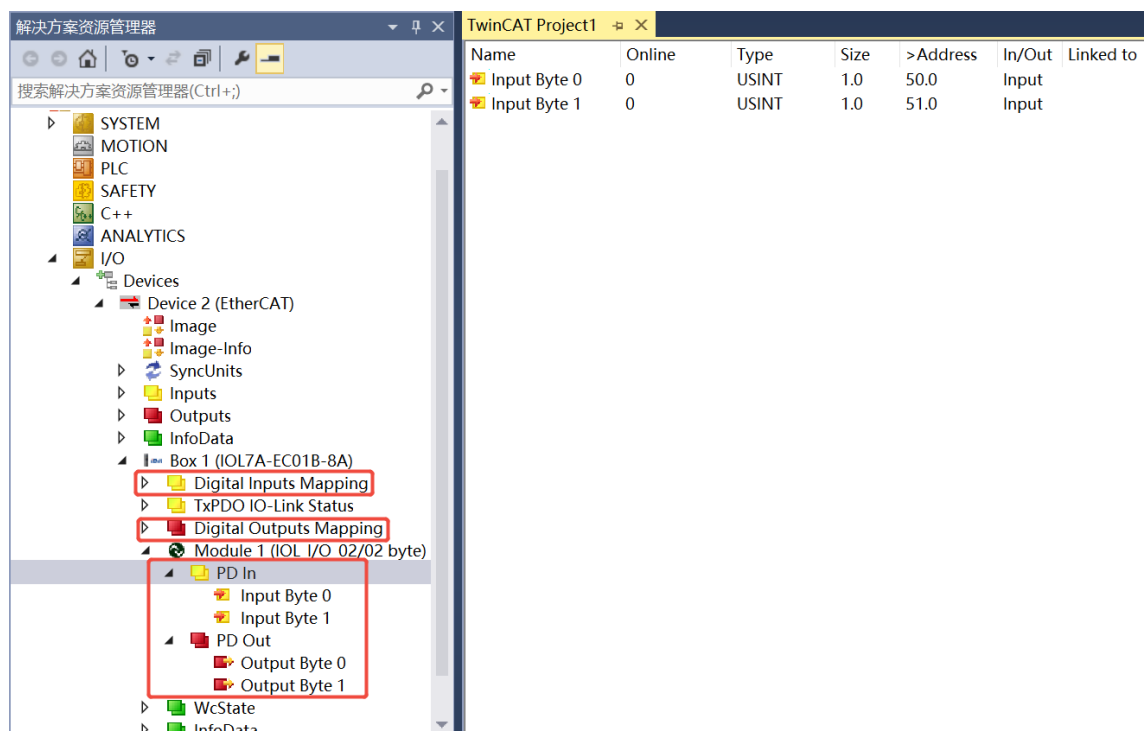 解决方案资源管理器
搜索解决方案资源管理器(Ctrl+;)
SYSTEM
MOTION
PLC
SAFETY
C++
ANALYTICS
I/O
Devices
Device 2 (EtherCAT)
Image
Image-Info
SyncUnits
Inputs
Outputs
InfoData
Box 1 (IOL7A-EC01B-8A)
Digital Inputs Mapping
TxPDO IO-Link Status
Digital Outputs Mapping
Module 1 (IOL_I/O_02/02 byte)
PD In
Input Byte 0
Input Byte 1
PD Out
Output Byte 0
Output Byte 1
WcState
InfoData
TwinCAT Project1
Name Online Type Size >Address In/Out Linked to
Input Byte 0 0 USINT 1.0 50.0 Input
Input Byte 1 0 USINT 1.0 51.0 Input